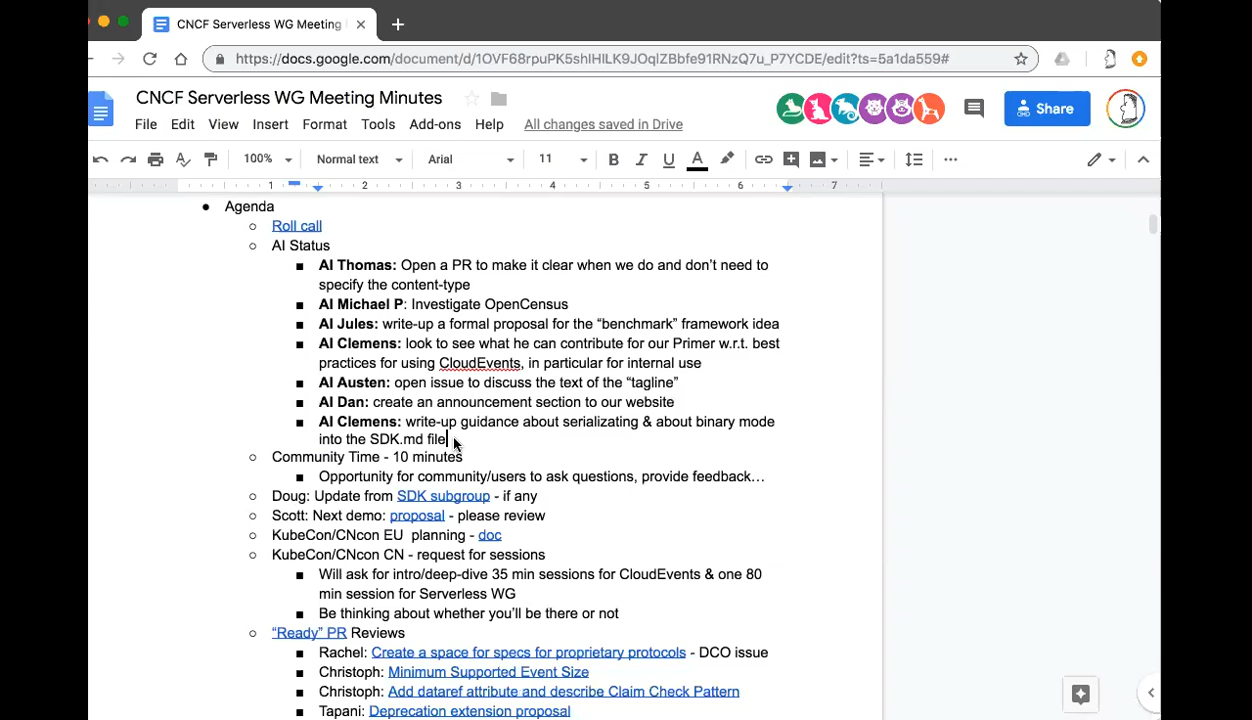 CNCF Serverless WG Meeting
https://docs.google.com/document/d/1OVF68rpuPK5shlHlLK9JOqlZBbfe91RNzQ7u_P7YCDE/edit?ts=5a1da559#
CNCF Serverless WG Meeting Minutes
File Edit View Insert Format Tools Add-ons Help All changes saved in Drive
Share
100% Normal text Arial 11 B I U A
1 2 3 4 5 6 7
Agenda
Roll call
AI Status
AI Thomas: Open a PR to make it clear when we do and don’t need to
specify the content-type
AI Michael P: Investigate OpenCensus
AI Jules: write-up a formal proposal for the “benchmark” framework idea
AI Clemens: look to see what he can contribute for our Primer w.r.t. best
practices for using CloudEvents, in particular for internal use
AI Austen: open issue to discuss the text of the “tagline”
AI Dan: create an announcement section to our website
AI Clemens: write-up guidance about serializating & about binary mode
into the SDK.md file
Community Time - 10 minutes
Opportunity for community/users to ask questions, provide feedback…
Doug: Update from SDK subgroup - if any
Scott: Next demo: proposal - please review
KubeCon/CNcon EU planning - doc
KubeCon/CNcon CN - request for sessions
Will ask for intro/deep-dive 35 min sessions for CloudEvents & one 80
min session for Serverless WG
Be thinking about whether you’ll be there or not
“Ready” PR Reviews
Rachel: Create a space for specs for proprietary protocols - DCO issue
Christoph: Minimum Supported Event Size
Christoph: Add dataref attribute and describe Claim Check Pattern
Tapani: Deprecation extension proposal